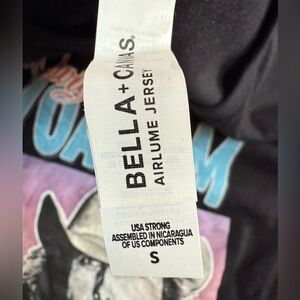 BELLA + CANVAS.
AIRLUME JERSEY
USA STRONG
ASSEMBLED IN NICARAGUA
OF US COMPONENTS
S